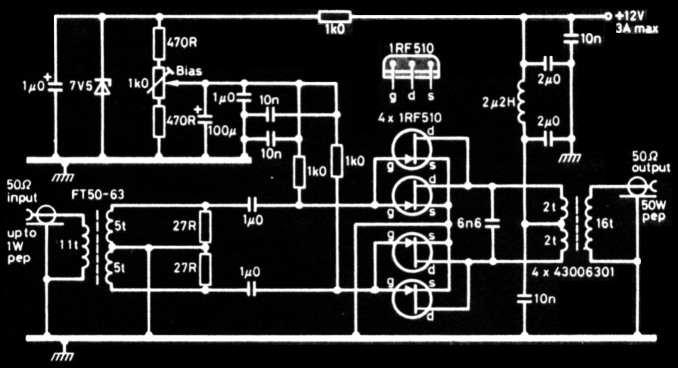 +12V
3A max
1k0
10n
470R
1RF510
Bias
1k0
7V5
1µ0
+
2µ0
1µ0
10n
g d s
2µ2H
470R
+
100µ
4 x 1RF510
2µ0
10n
d
1k0
1k0
g
s
50Ω
output
50Ω
input
FT50-63
d
g
s
50W
pep
up to
1W
pep
11t
5t
27R
1µ0
6n6
2t
16t
g
s
5t
27R
1µ0
d
2t
4 x 43006301
g
s
10n
d